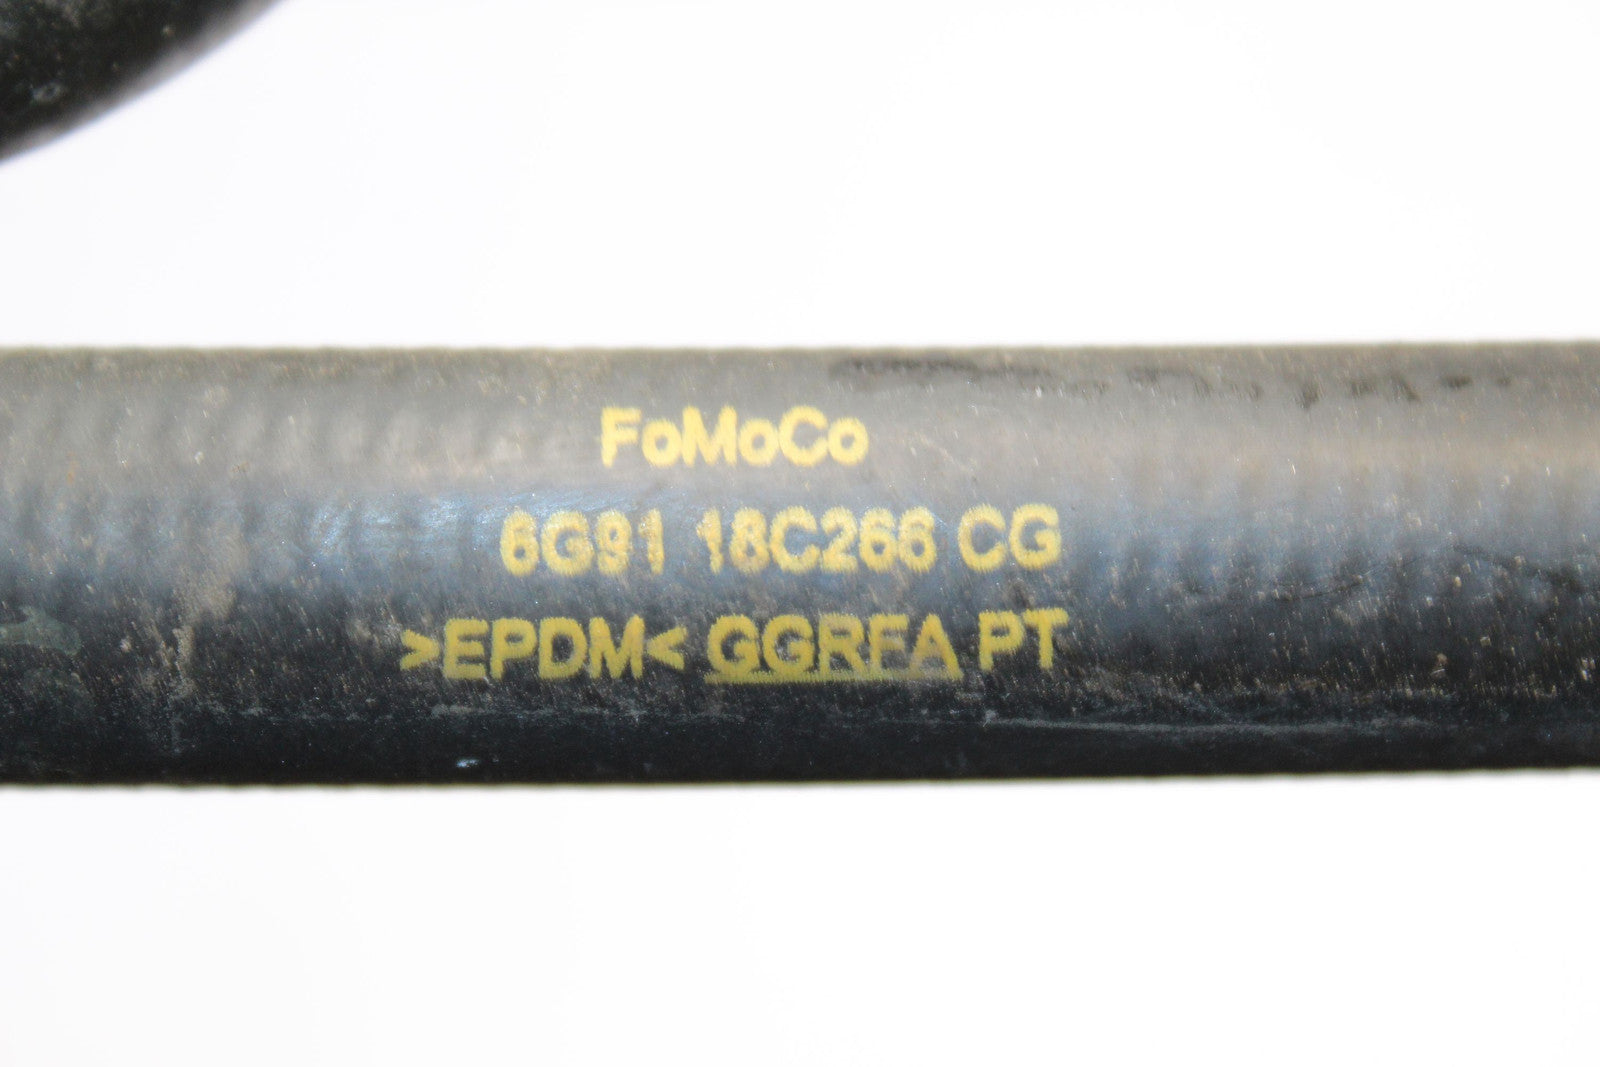 FoMoCo
6G91 18C266 CG
>EPDM< GGRFA PT